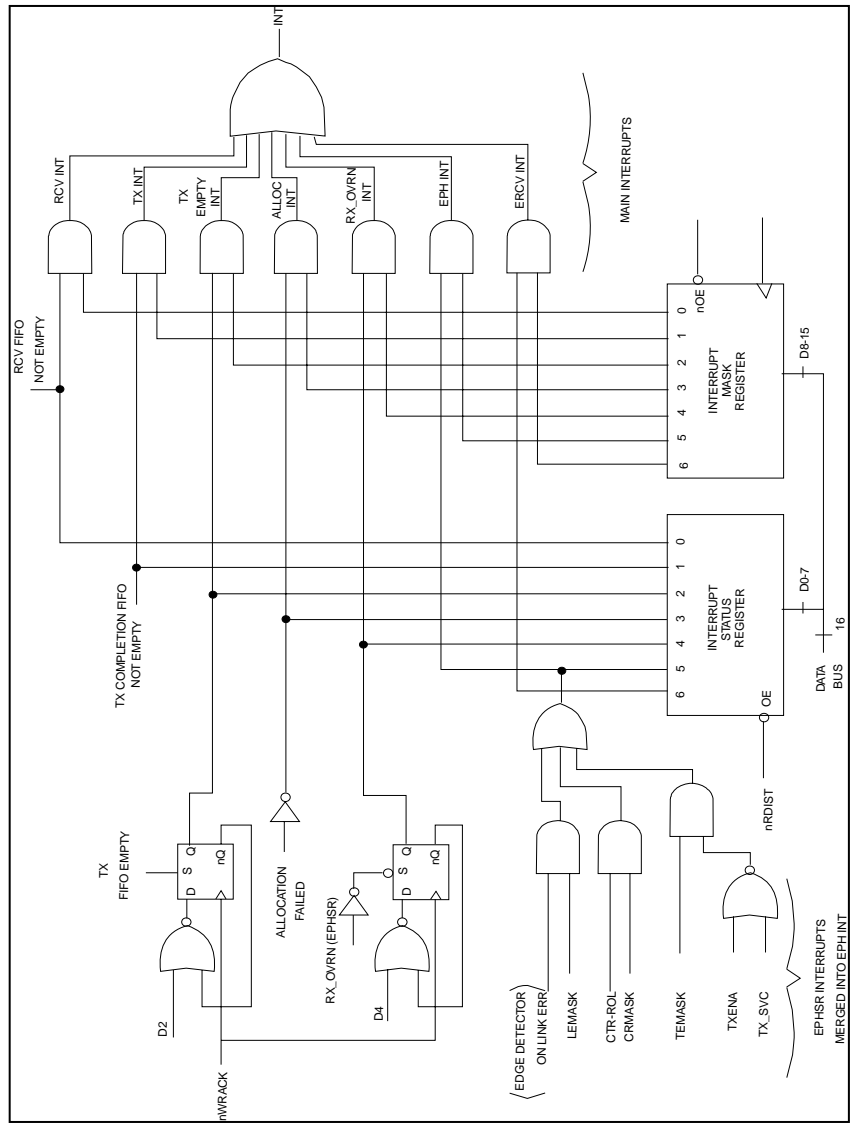 INT
RCV INT
TX INT
TX
EMPTY
INT
ALLOC
INT
RX_OVRN
INT
EPH INT
ERCV INT
MAIN INTERRUPTS
RCV FIFO
NOT EMPTY
0
1
2
3
4
5
6
nOE
INTERRUPT
MASK
REGISTER
D8-15
TX COMPLETION FIFO
NOT EMPTY
0
1
2
3
4
5
6
INTERRUPT
STATUS
REGISTER
D0-7
OE
nRDIST
DATA
BUS
16
TX
FIFO EMPTY
D
S
Q
nQ
D2
nWRACK
ALLOCATION
FAILED
RX_OVRN (EPHSR)
D
S
Q
nQ
D4
EDGE DETECTOR
ON LINK ERR
LEMASK
CTR-ROL
CRMASK
TEMASK
TXENA
TX_SVC
EPHSR INTERRUPTS
MERGED INTO EPH INT